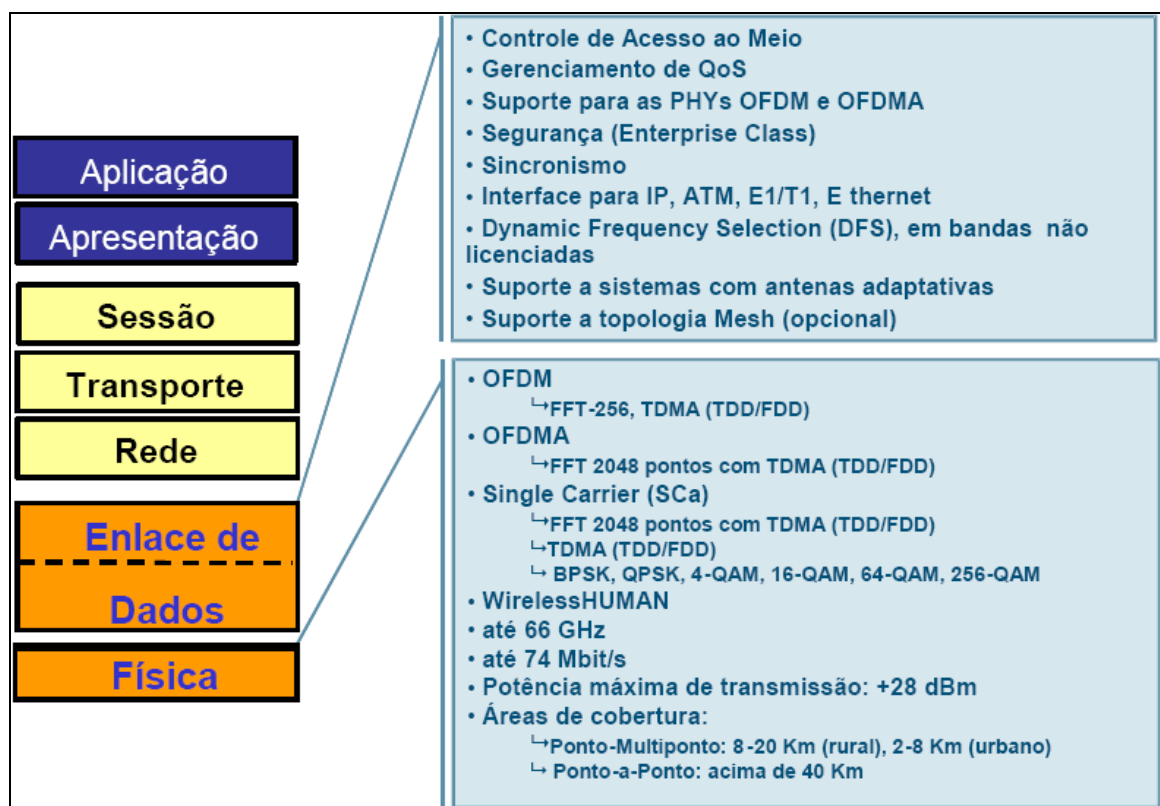 Aplicação
Apresentação
Sessão
Transporte
Rede
Enlace de
Dados
Física
• Controle de Acesso ao Meio
• Gerenciamento de QoS
• Suporte para as PHYs OFDM e OFDMA
• Segurança (Enterprise Class)
• Sincronismo
• Interface para IP, ATM, E1/T1, E thernet
• Dynamic Frequency Selection (DFS), em bandas não
licenciadas
• Suporte a sistemas com antenas adaptativas
• Suporte a topologia Mesh (opcional)
• OFDM
↳FFT-256, TDMA (TDD/FDD)
• OFDMA
↳FFT 2048 pontos com TDMA (TDD/FDD)
• Single Carrier (SCa)
↳FFT 2048 pontos com TDMA (TDD/FDD)
↳TDMA (TDD/FDD)
↳ BPSK, QPSK, 4-QAM, 16-QAM, 64-QAM, 256-QAM
• WirelessHUMAN
• até 66 GHz
• até 74 Mbit/s
• Potência máxima de transmissão: +28 dBm
• Áreas de cobertura:
↳Ponto-Multiponto: 8-20 Km (rural), 2-8 Km (urbano)
↳ Ponto-a-Ponto: acima de 40 Km